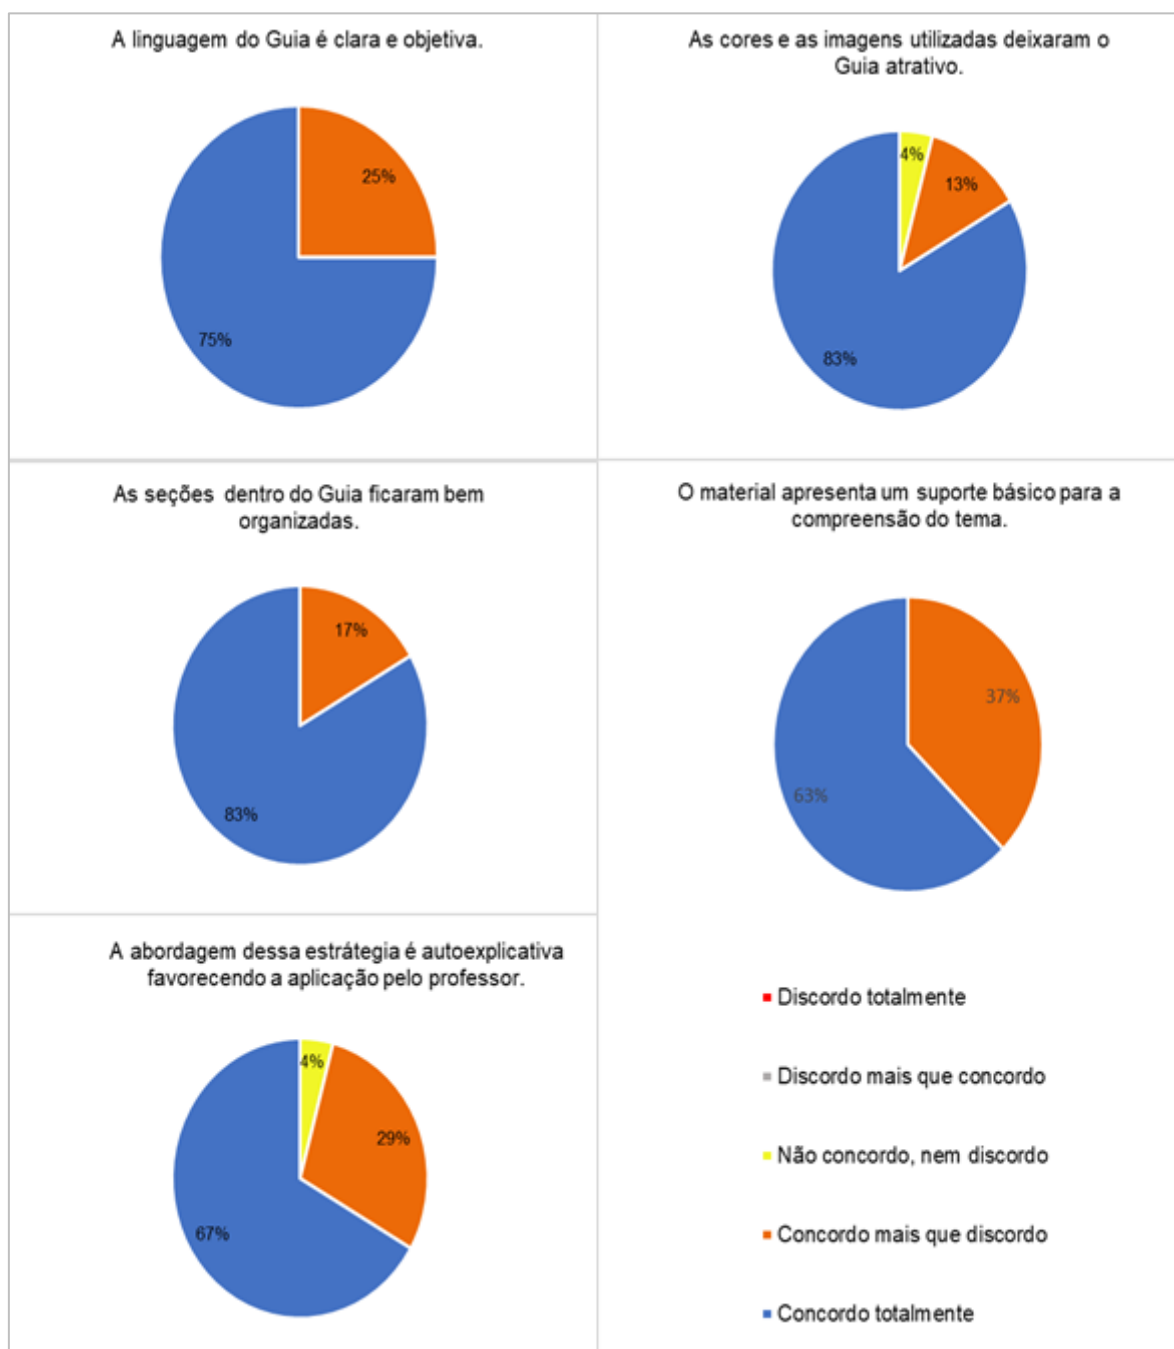 A linguagem do Guia é clara e objetiva.
25%
75%
As cores e as imagens utilizadas deixaram o
Guia atrativo.
4%
13%
83%
As seções dentro do Guia ficaram bem
organizadas.
17%
83%
O material apresenta um suporte básico para a
compreensão do tema.
37%
63%
A abordagem dessa estrátegia é autoexplicativa
favorecendo a aplicação pelo professor.
4%
29%
67%
Discordo totalmente
Discordo mais que concordo
Não concordo, nem discordo
Concordo mais que discordo
Concordo totalmente